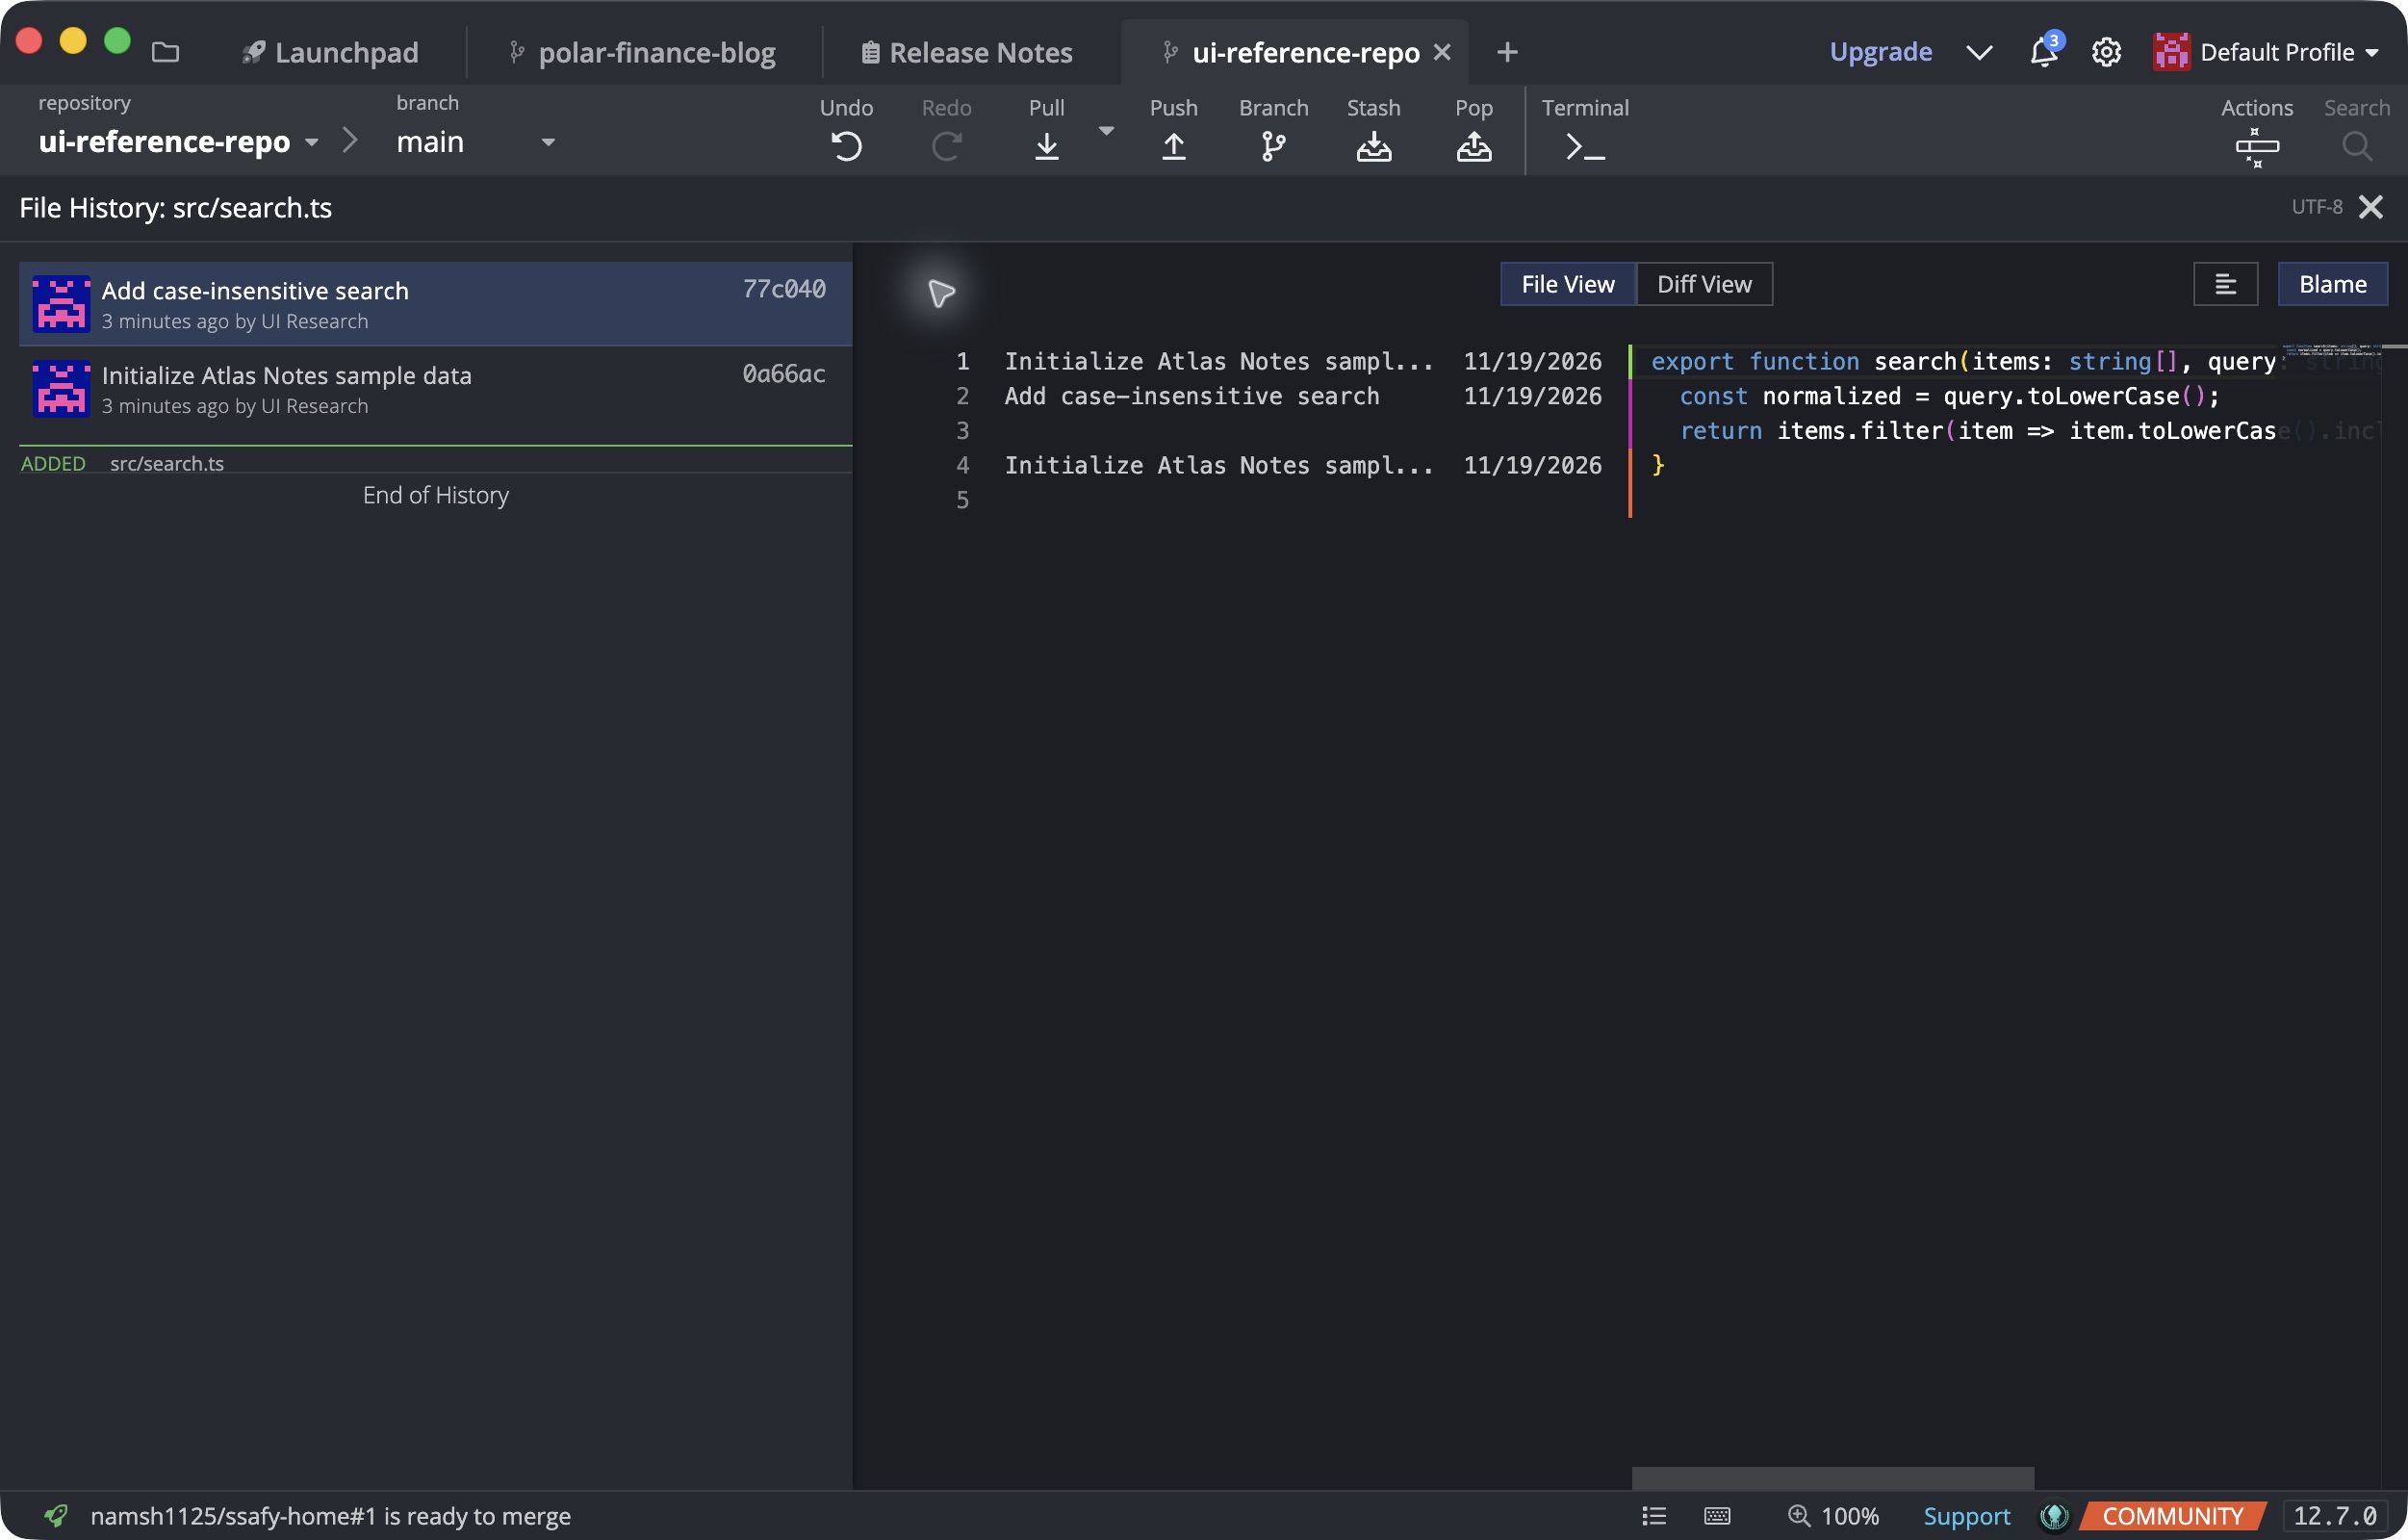 Launchpad
polar-finance-blog
Release Notes
ui-reference-repo
Upgrade
3
Default Profile
repository
ui-reference-repo
branch
main
Undo
Redo
Pull
Push
Branch
Stash
Pop
Terminal
Actions
Search
File History: src/search.ts
UTF-8
Add case-insensitive search 77c040
3 minutes ago by UI Research
Initialize Atlas Notes sample data 0a66ac
3 minutes ago by UI Research
ADDED src/search.ts
End of History
File View
Diff View
Blame
1 Initialize Atlas Notes sampl... 11/19/2026 export function search(items: string[], query: string
2 Add case-insensitive search 11/19/2026 const normalized = query.toLowerCase();
3 return items.filter(item => item.toLowerCase().inc
4 Initialize Atlas Notes sampl... 11/19/2026 }
5
namsh1125/ssafy-home#1 is ready to merge
100%
Support
COMMUNITY
12.7.0